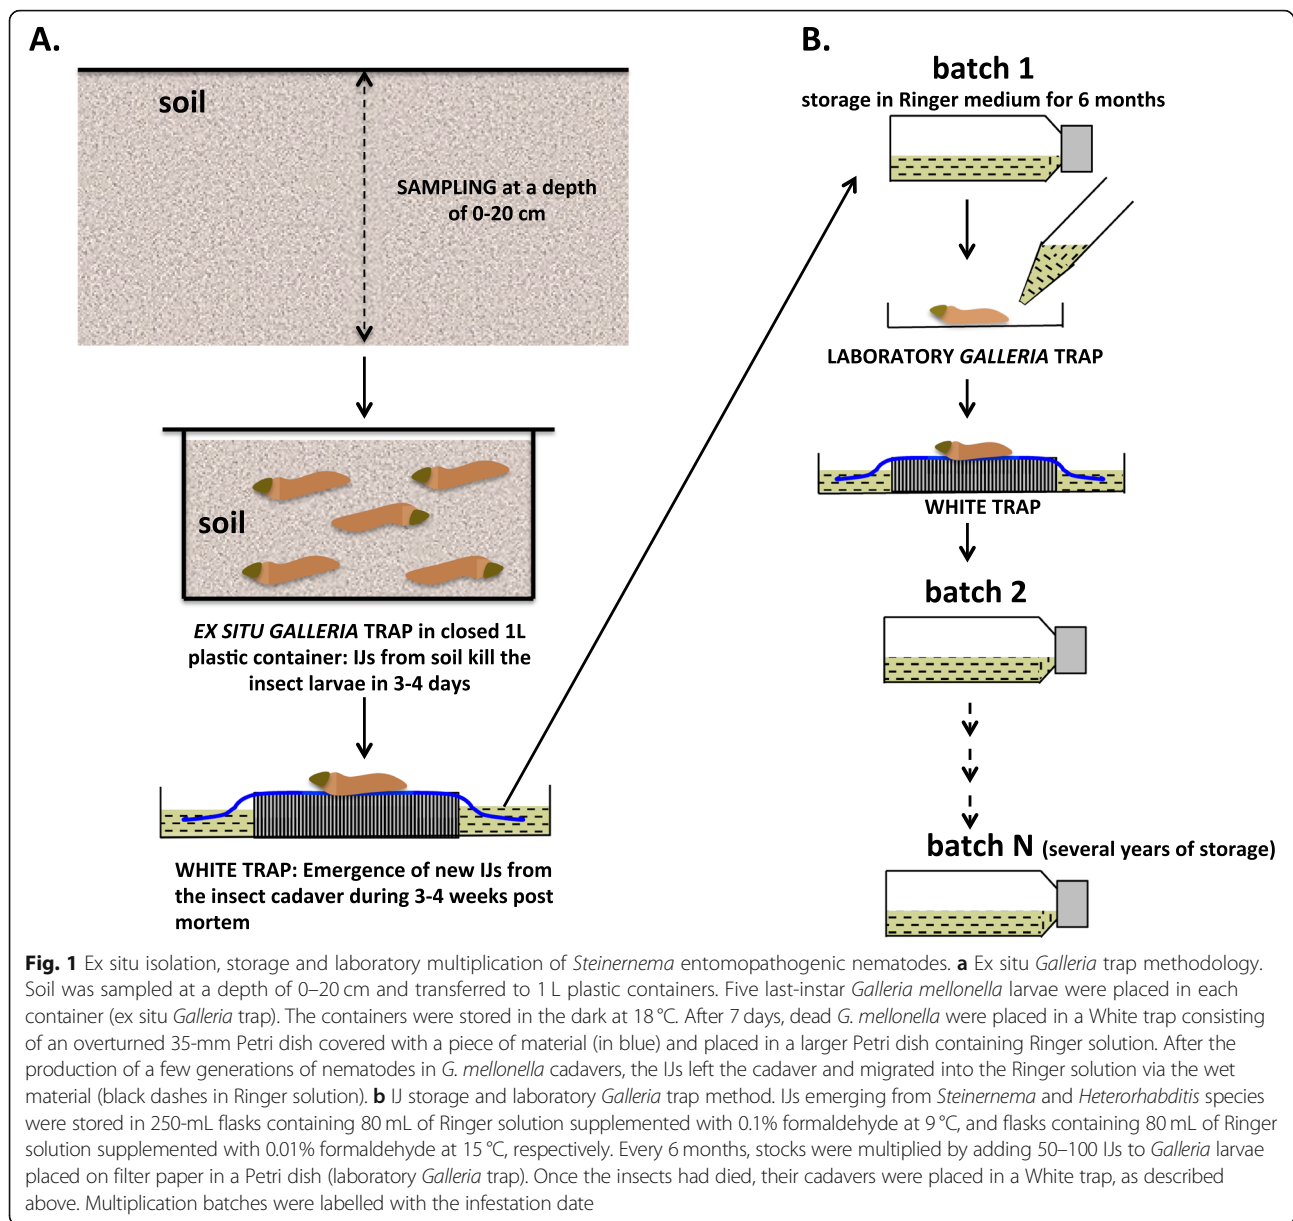 A.
soil
SAMPLING at a depth
of 0-20 cm
soil
EX SITU GALLERIA TRAP in closed 1L
plastic container: IJs from soil kill the
insect larvae in 3-4 days
WHITE TRAP: Emergence of new IJs from
the insect cadaver during 3-4 weeks post
mortem
B.
batch 1
storage in Ringer medium for 6 months
LABORATORY GALLERIA TRAP
WHITE TRAP
batch 2
batch N (several years of storage)
Fig. 1 Ex situ isolation, storage and laboratory multiplication of Steinernema entomopathogenic nematodes. a Ex situ Galleria trap methodology.
Soil was sampled at a depth of 0–20 cm and transferred to 1 L plastic containers. Five last-instar Galleria mellonella larvae were placed in each
container (ex situ Galleria trap). The containers were stored in the dark at 18 °C. After 7 days, dead G. mellonella were placed in a White trap consisting
of an overturned 35-mm Petri dish covered with a piece of material (in blue) and placed in a larger Petri dish containing Ringer solution. After the
production of a few generations of nematodes in G. mellonella cadavers, the IJs left the cadaver and migrated into the Ringer solution via the wet
material (black dashes in Ringer solution). b IJ storage and laboratory Galleria trap method. IJs emerging from Steinernema and Heterorhabditis species
were stored in 250-mL flasks containing 80 mL of Ringer solution supplemented with 0.1% formaldehyde at 9 °C, and flasks containing 80 mL of Ringer
solution supplemented with 0.01% formaldehyde at 15 °C, respectively. Every 6 months, stocks were multiplied by adding 50–100 IJs to Galleria larvae
placed on filter paper in a Petri dish (laboratory Galleria trap). Once the insects had died, their cadavers were placed in a White trap, as described
above. Multiplication batches were labelled with the infestation date